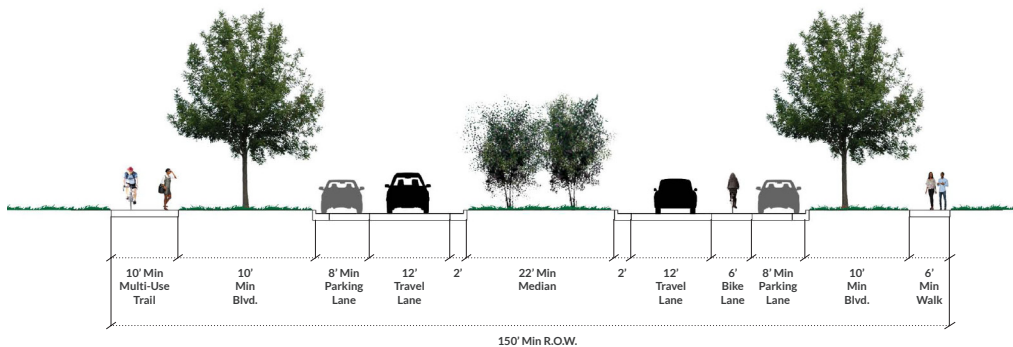 10’ Min
Multi-Use
Trail
10’
Min
Blvd.
8’ Min
Parking
Lane
12’
Travel
Lane
2’
22’ Min
Median
2’
12’
Travel
Lane
6’
Bike
Lane
8’ Min
Parking
Lane
10’
Min
Blvd.
6’
Min
Walk
150’ Min R.O.W.